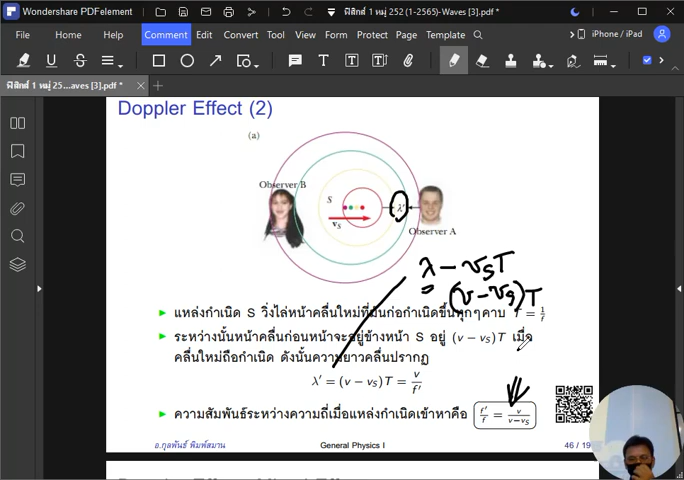 Wondershare PDFelement
ฟิสิกส์ 1 หมู่ 252 (1-2565)-Waves [3].pdf *
File
Home Comment Edit Convert Tool View Form Protect Page Template
iPhone / iPad
ฟิสิกส์ 1 หมู่ 25...aves [3].pdf *
Doppler Effect (2)
(a)
Observer B
S
λ'
vS
Observer A
λ − vST
= (v − vS)T
แหล่งกำเนิด S วิ่งไล่หน้าคลื่นใหม่ที่มันก่อกำเนิดขึ้นทุกๆคาบ T = 1/f
ระหว่างนั้นหน้าคลื่นก่อนหน้าจะอยู่ข้างหน้า S อยู่ (v − vS)T เมื่อ
คลื่นใหม่ถือกำเนิด ดังนั้นความยาวคลื่นปรากฏ
λ' = (v − vS)T = v/f'
ความสัมพันธ์ระหว่างความถี่เมื่อแหล่งกำเนิดเข้าหาคือ f'/f = v/(v−vS)
อ.กุลพันธ์ พิมพ์สมาน General Physics I 46 / 19